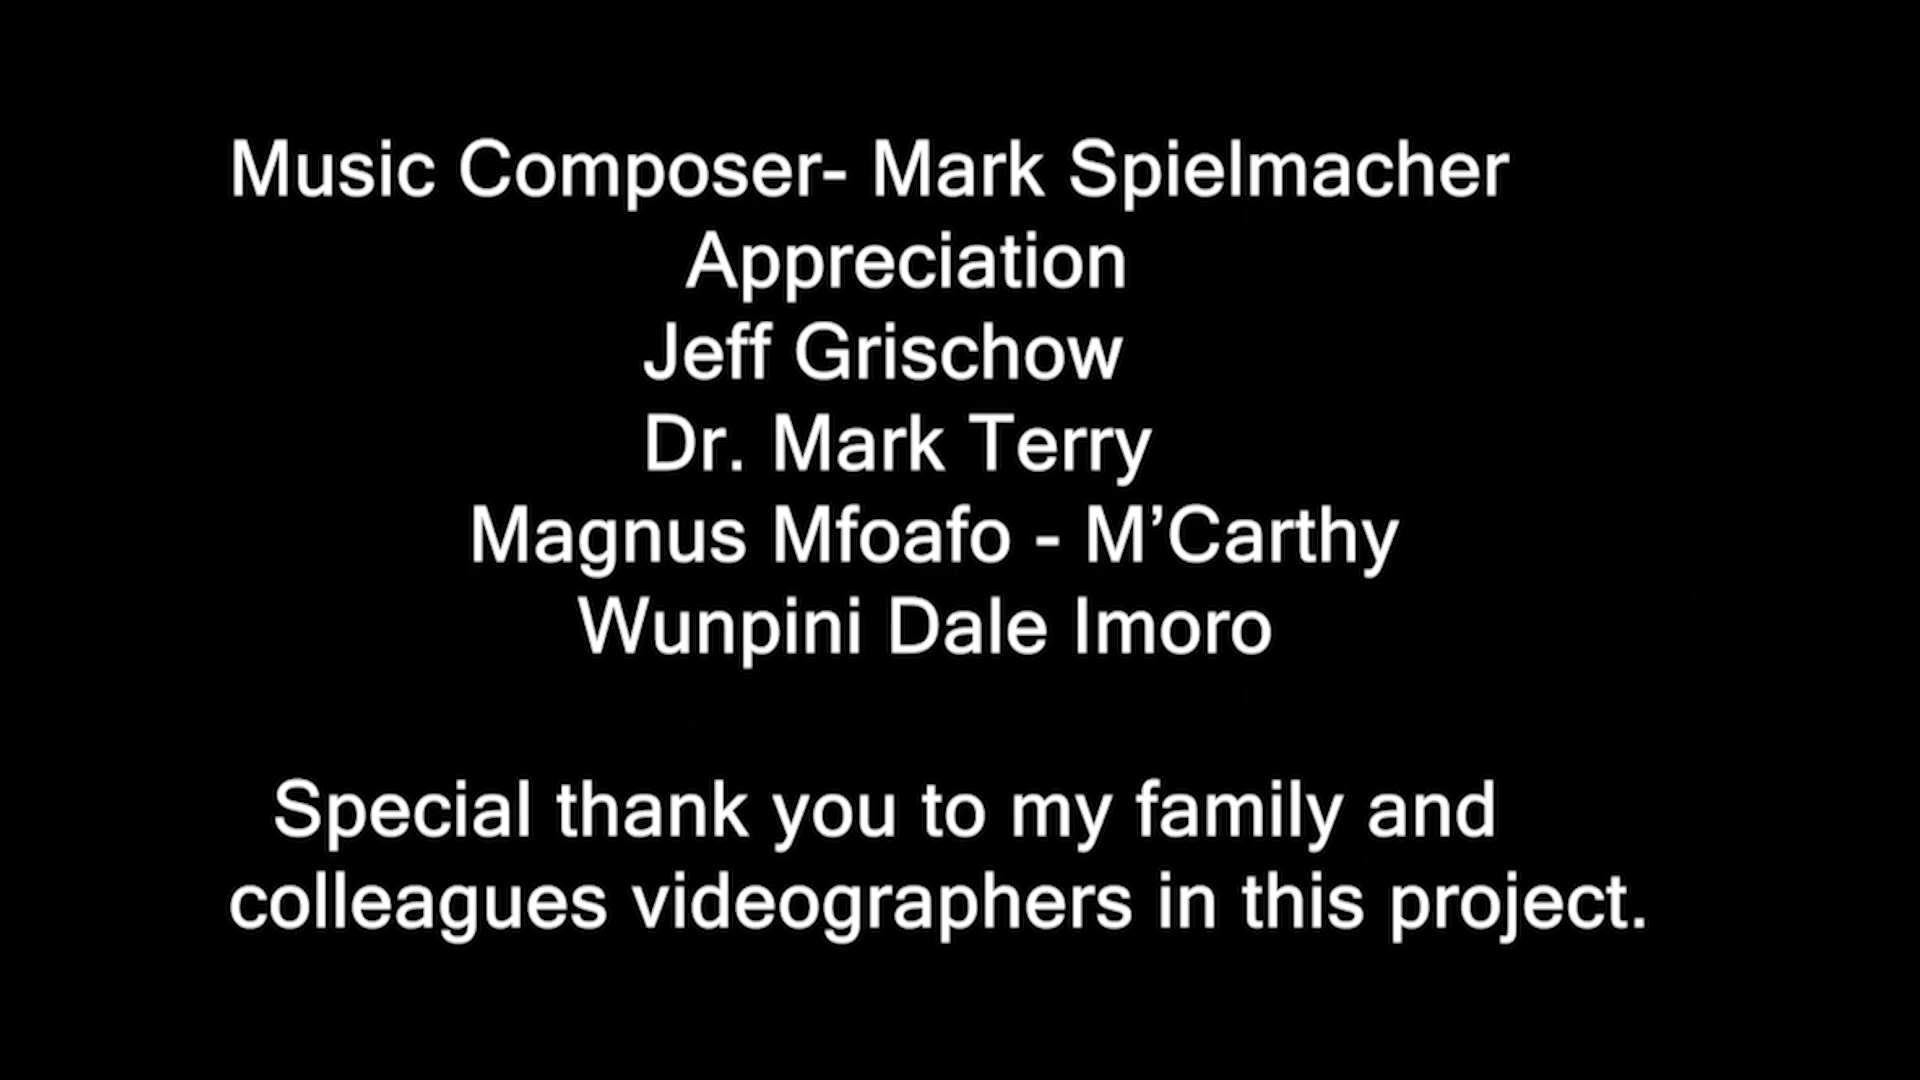 Music Composer- Mark Spielmacher
Appreciation
Jeff Grischow
Dr. Mark Terry
Magnus Mfoafo - M’Carthy
Wunpini Dale Imoro
Special thank you to my family and
colleagues videographers in this project.